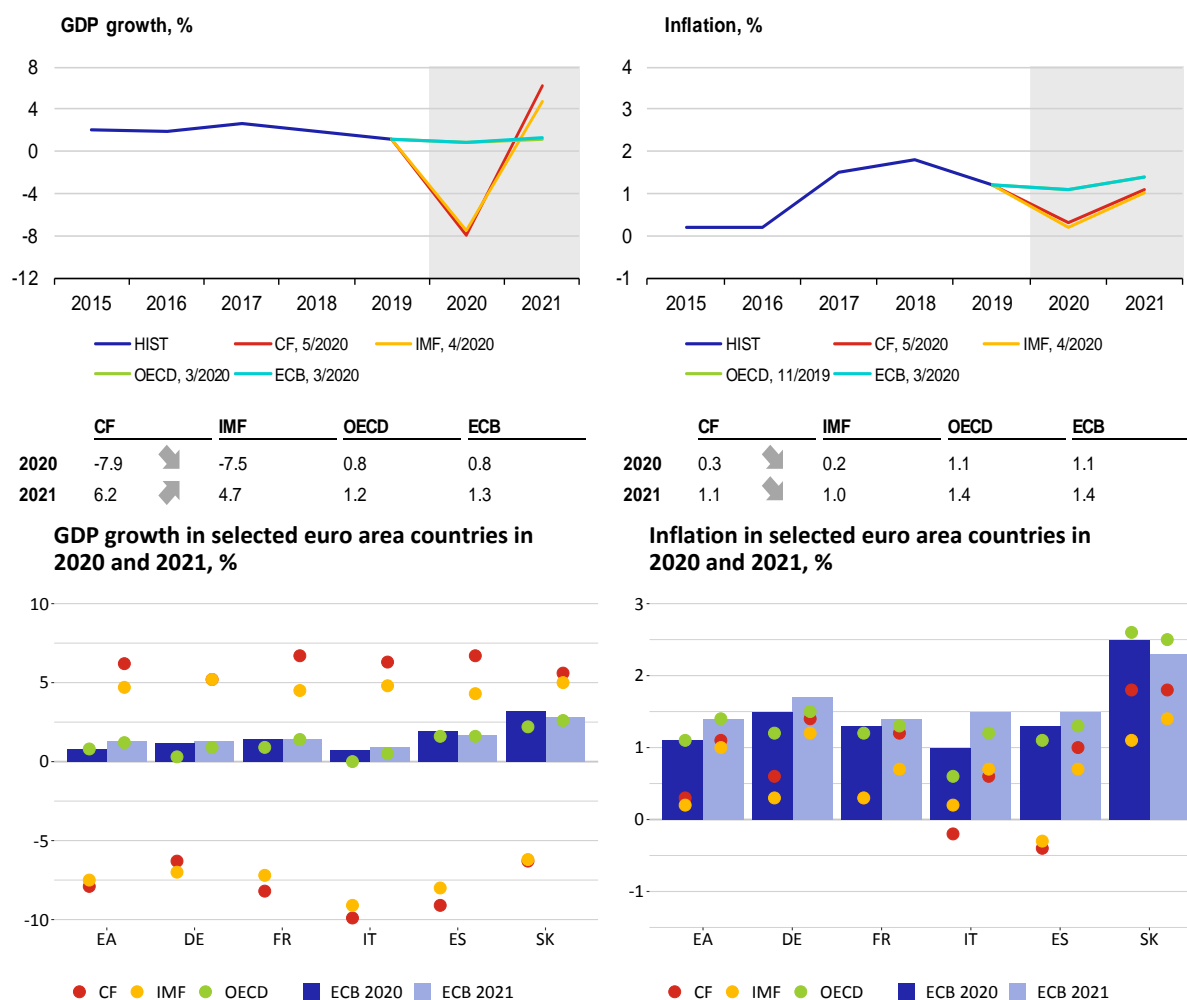 GDP growth, %
8
4
0
-4
-8
-12
2015 2016 2017 2018 2019 2020 2021
HIST CF, 5/2020 IMF, 4/2020
OECD, 3/2020 ECB, 3/2020
CF IMF OECD ECB
2020 -7.9 -7.5 0.8 0.8
2021 6.2 4.7 1.2 1.3
Inflation, %
4
3
2
1
0
-1
2015 2016 2017 2018 2019 2020 2021
HIST CF, 5/2020 IMF, 4/2020
OECD, 11/2019 ECB, 3/2020
CF IMF OECD ECB
2020 0.3 0.2 1.1 1.1
2021 1.1 1.0 1.4 1.4
GDP growth in selected euro area countries in
2020 and 2021, %
10
5
0
-5
-10
EA DE FR IT ES SK
CF IMF OECD ECB 2020 ECB 2021
Inflation in selected euro area countries in
2020 and 2021, %
3
2
1
0
-1
EA DE FR IT ES SK
CF IMF OECD ECB 2020 ECB 2021